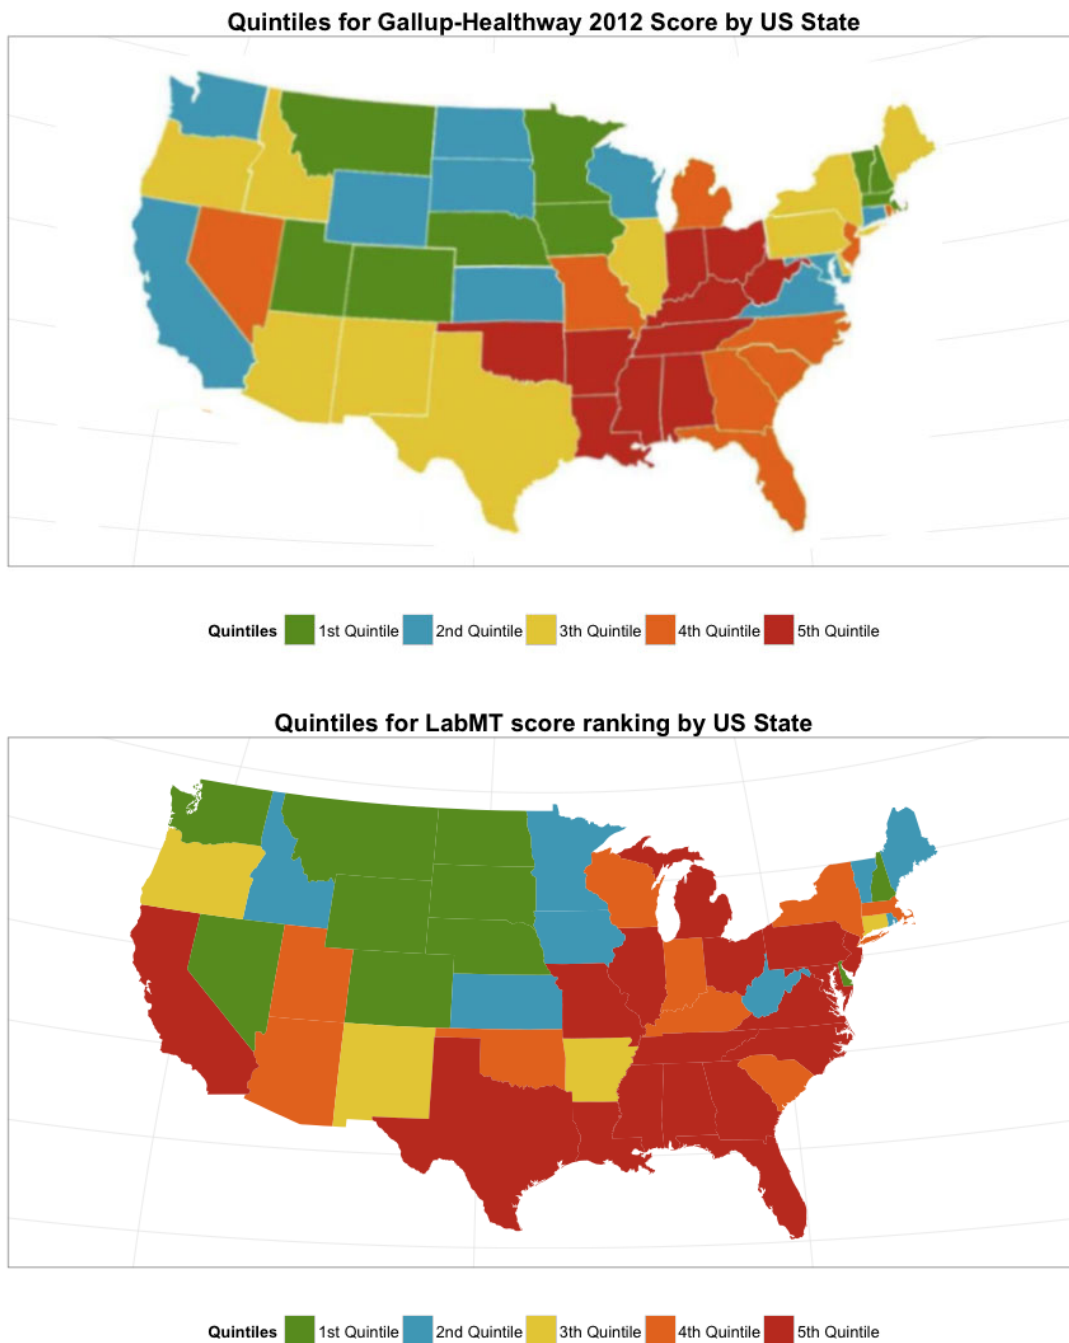 Quintiles for Gallup-Healthway 2012 Score by US State
Quintiles 1st Quintile 2nd Quintile 3th Quintile 4th Quintile 5th Quintile
Quintiles for LabMT score ranking by US State
Quintiles 1st Quintile 2nd Quintile 3th Quintile 4th Quintile 5th Quintile